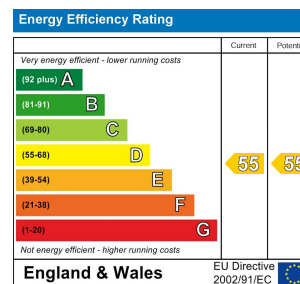 Energy Efficiency Rating
Current Potenti
Very energy efficient - lower running costs
(92 plus) A
(81-91) B
(69-80) C
(55-68) D
55 55
(39-54) E
(21-38) F
(1-20) G
Not energy efficient - higher running costs
England & Wales
EU Directive
2002/91/EC